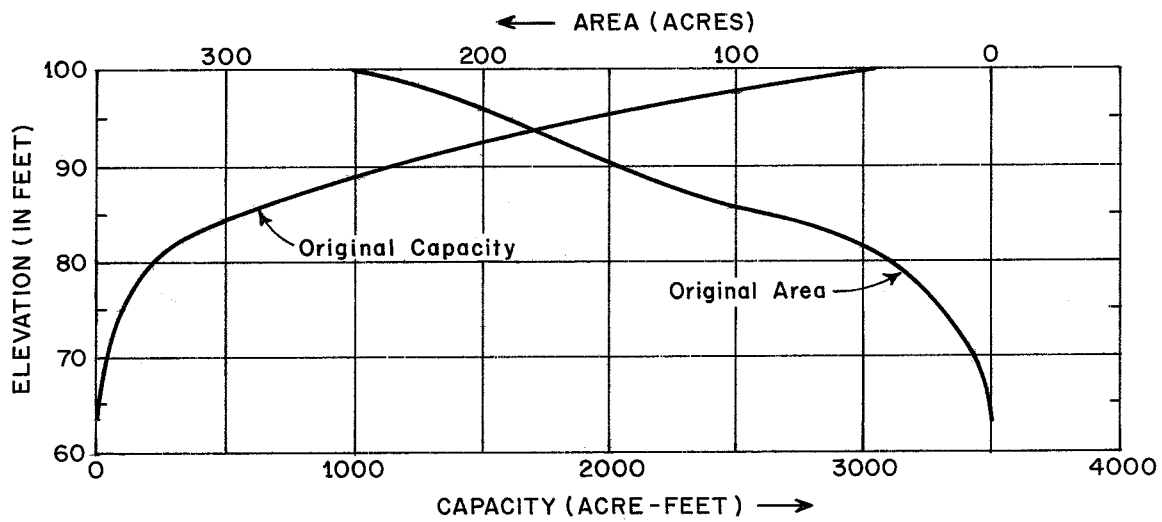 ← AREA (ACRES)
300 200 100 0
100
90
80
70
60
ELEVATION (IN FEET)
Original Capacity
Original Area
0 1000 2000 3000 4000
CAPACITY (ACRE-FEET) →